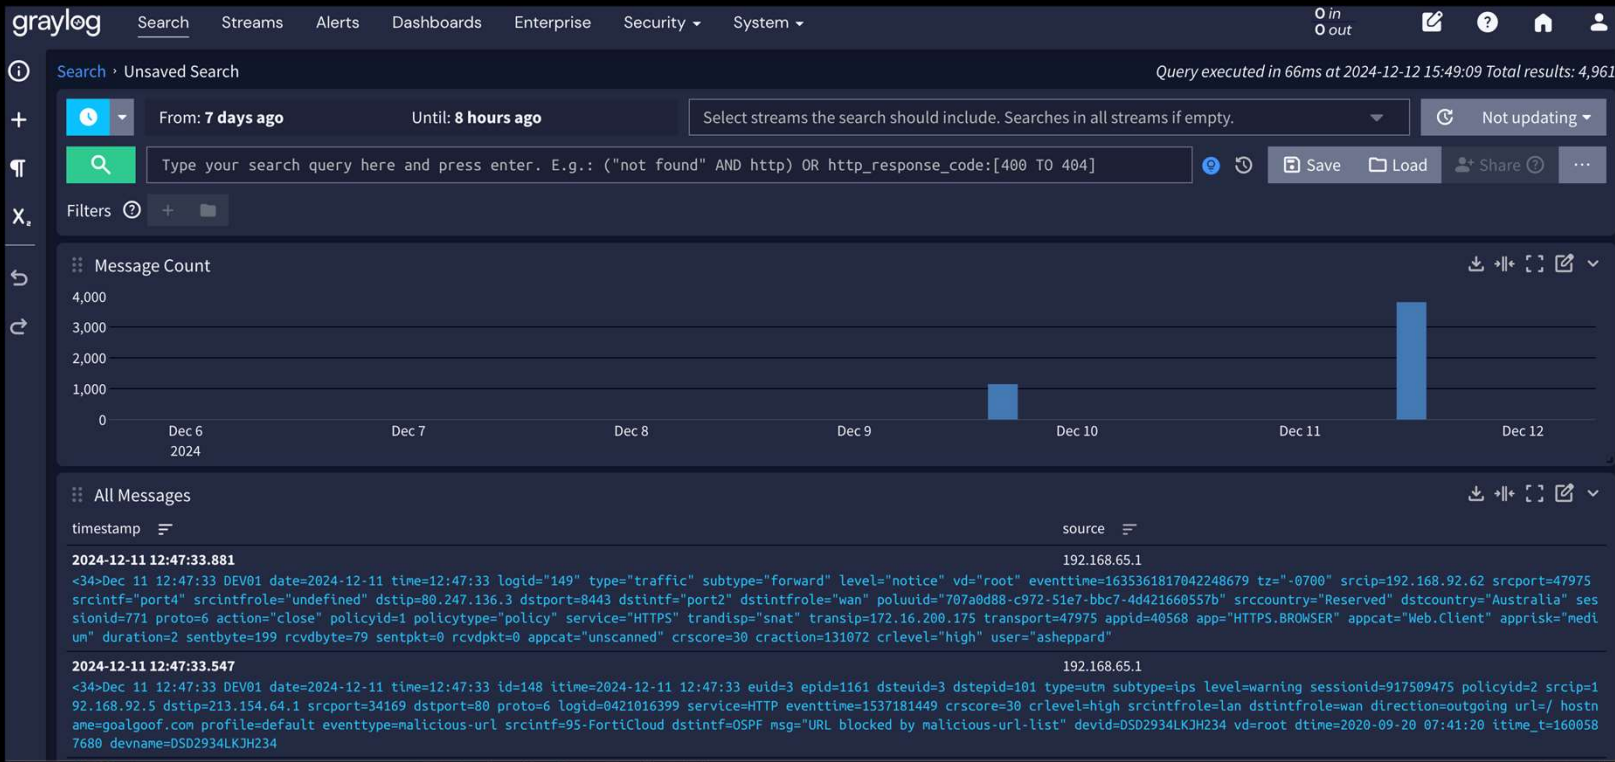 graylog Search Streams Alerts Dashboards Enterprise Security System 0 in
0 out
Search › Unsaved Search Query executed in 66ms at 2024-12-12 15:49:09 Total results: 4,961
From: 7 days ago Until: 8 hours ago Select streams the search should include. Searches in all streams if empty. Not updating
Type your search query here and press enter. E.g.: ("not found" AND http) OR http_response_code:[400 TO 404] Save Load Share ...
Filters
Message Count
4,000
3,000
2,000
1,000
0
Dec 6 Dec 7 Dec 8 Dec 9 Dec 10 Dec 11 Dec 12
2024
All Messages
timestamp source
2024-12-11 12:47:33.881 192.168.65.1
<34>Dec 11 12:47:33 DEV01 date=2024-12-11 time=12:47:33 logid="149" type="traffic" subtype="forward" level="notice" vd="root" eventtime=1635361817042248679 tz="-0700" srcip=192.168.92.62 srcport=47975
srcintf="port4" srcintfrole="undefined" dstip=80.247.136.3 dstport=8443 dstintf="port2" dstintfrole="wan" poluuid="707a0d88-c972-51e7-bbc7-4d421660557b" srccountry="Reserved" dstcountry="Australia" ses
sionid=771 proto=6 action="close" policyid=1 policytype="policy" service="HTTPS" trandisp="snat" transip=172.16.200.175 transport=47975 appid=40568 app="HTTPS.BROWSER" appcat="Web.Client" apprisk="medi
um" duration=2 sentbyte=199 rcvdbyte=79 sentpkt=0 rcvdpkt=0 appcat="unscanned" crscore=30 craction=131072 crlevel="high" user="asheppard"
2024-12-11 12:47:33.547 192.168.65.1
<34>Dec 11 12:47:33 DEV01 date=2024-12-11 time=12:47:33 id=148 itime=2024-12-11 12:47:33 euid=3 epid=1161 dsteuid=3 dstepid=101 type=utm subtype=ips level=warning sessionid=917509475 policyid=2 srcip=1
92.168.92.5 dstip=213.154.64.1 srcport=34169 dstport=80 proto=6 logid=0421016399 service=HTTP eventtime=1537181449 crscore=30 crlevel=high srcintfrole=lan dstintfrole=wan direction=outgoing url=/ hostn
ame=goalgoof.com profile=default eventtype=malicious-url srcintf=95-FortiCloud dstintf=OSPF msg="URL blocked by malicious-url-list" devid=DSD2934LKJH234 vd=root dtime=2020-09-20 07:41:20 itime_t=160058
7680 devname=DSD2934LKJH234